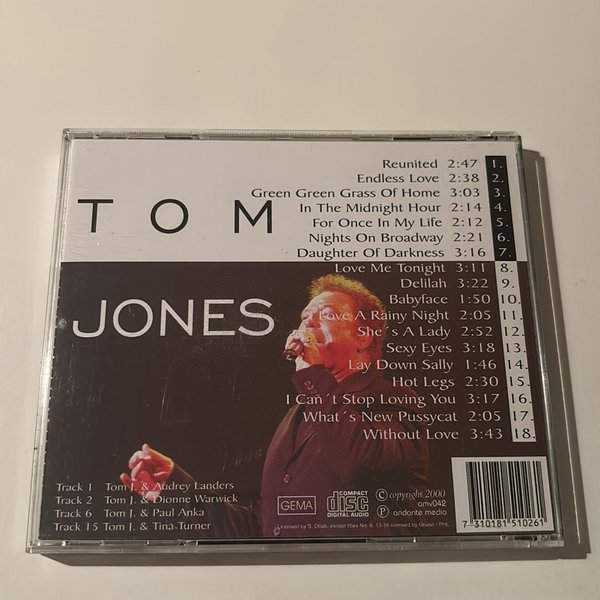 TOM
JONES
Reunited 2:47 1.
Endless Love 2:38 2.
Green Green Grass Of Home 3:03 3.
In The Midnight Hour 2:14 4.
For Once In My Life 2:12 5.
Nights On Broadway 2:21 6.
Daughter Of Darkness 3:16 7.
Love Me Tonight 3:11 8.
Delilah 3:22 9.
Babyface 1:50 10.
Love A Rainy Night 2:05 11.
She´s A Lady 2:52 12.
Sexy Eyes 3:18 13.
Lay Down Sally 1:46 14.
Hot Legs 2:30 15.
I Can´t Stop Loving You 3:17 16.
What´s New Pussycat 2:05 17.
Without Love 3:43 18.
Track 1 Tom J. & Audrey Landers
Track 2 Tom J. & Dionne Warwick
Track 6 Tom J. & Paul Anka
Track 15 Tom J. & Tina Turner
GEMA
COMPACT
disc
DIGITAL AUDIO
© copyright 2000
amv042
℗ andante media
7 310181 510261